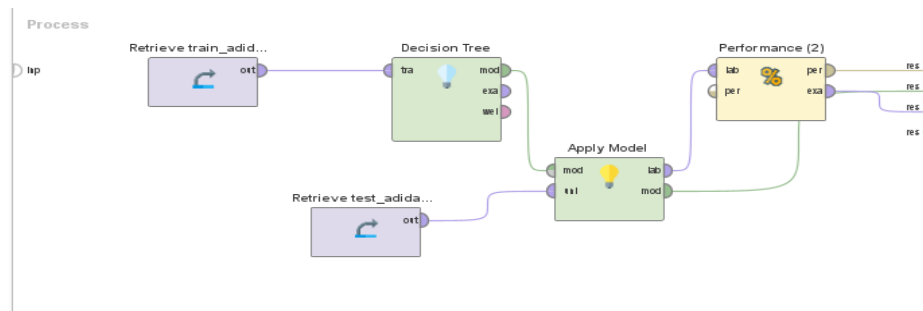 Process
Retrieve train_adid...
Decision Tree
Performance (2)
inp
out
tra
mod
exa
wei
lab
per
per
exa
res
res
res
res
Apply Model
mod
unl
lab
mod
Retrieve test_adida...
out